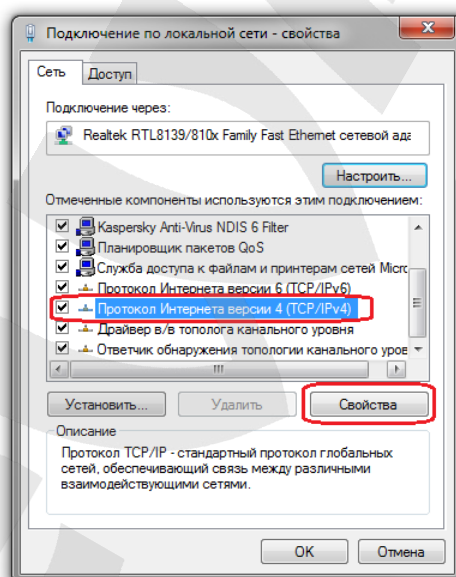 Подключение по локальной сети - свойства
Сеть Доступ
Подключение через:
Realtek RTL8139/810x Family Fast Ethernet сетевой ада
Настроить...
Отмеченные компоненты используются этим подключением:
Kaspersky Anti-Virus NDIS 6 Filter
Планировщик пакетов QoS
Служба доступа к файлам и принтерам сетей Micro
Протокол Интернета версии 6 (TCP/IPv6)
Протокол Интернета версии 4 (TCP/IPv4)
Драйвер в/в тополога канального уровня
Ответчик обнаружения топологии канального уров
Установить... Удалить Свойства
Описание
Протокол TCP/IP - стандартный протокол глобальных
сетей, обеспечивающий связь между различными
взаимодействующими сетями.
OK Отмена